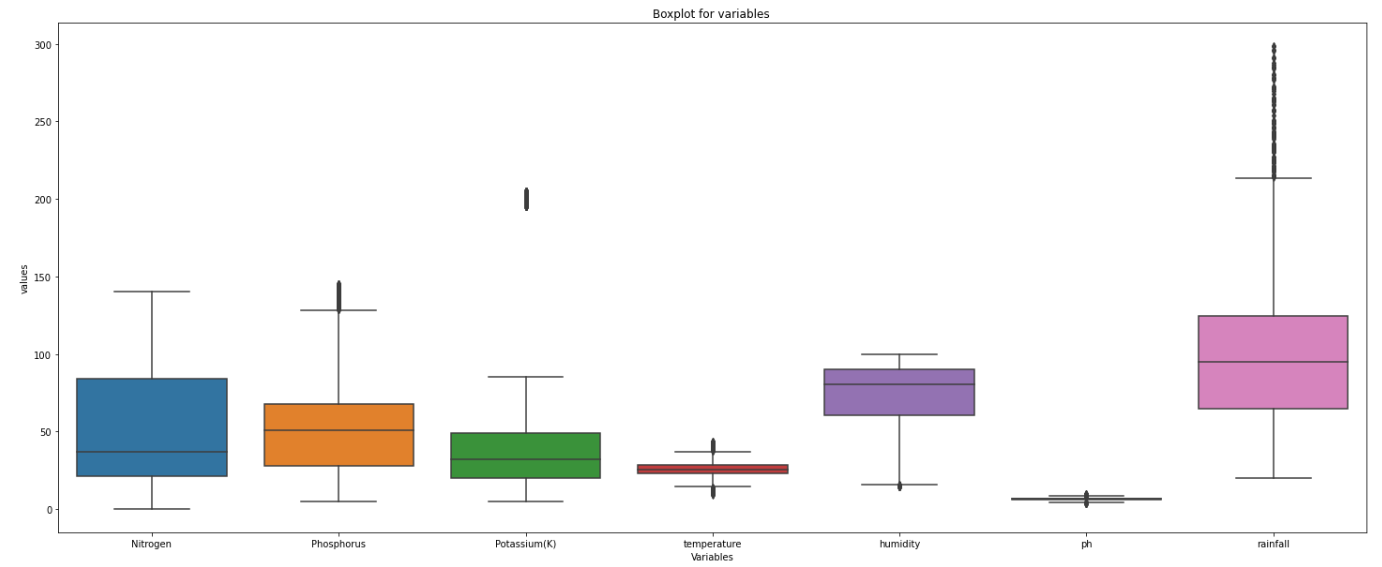 Boxplot for variables
300
250
200
150
100
50
0
values
Nitrogen Phosphorus Potassium(K) temperature humidity ph rainfall
Variables